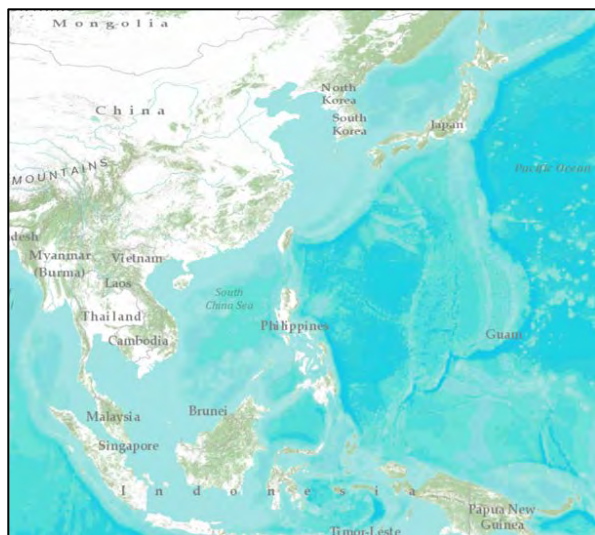 Mongolia
North
Korea
China
South
Korea
Japan
MOUNTAINS
Pacific Ocean
desh
Myanmar
(Burma)
Vietnam
Laos
South
China Sea
Thailand
Philippines
Guam
Cambodia
Malaysia
Brunei
Singapore
Indonesia
Papua New
Guinea
Timor-Leste